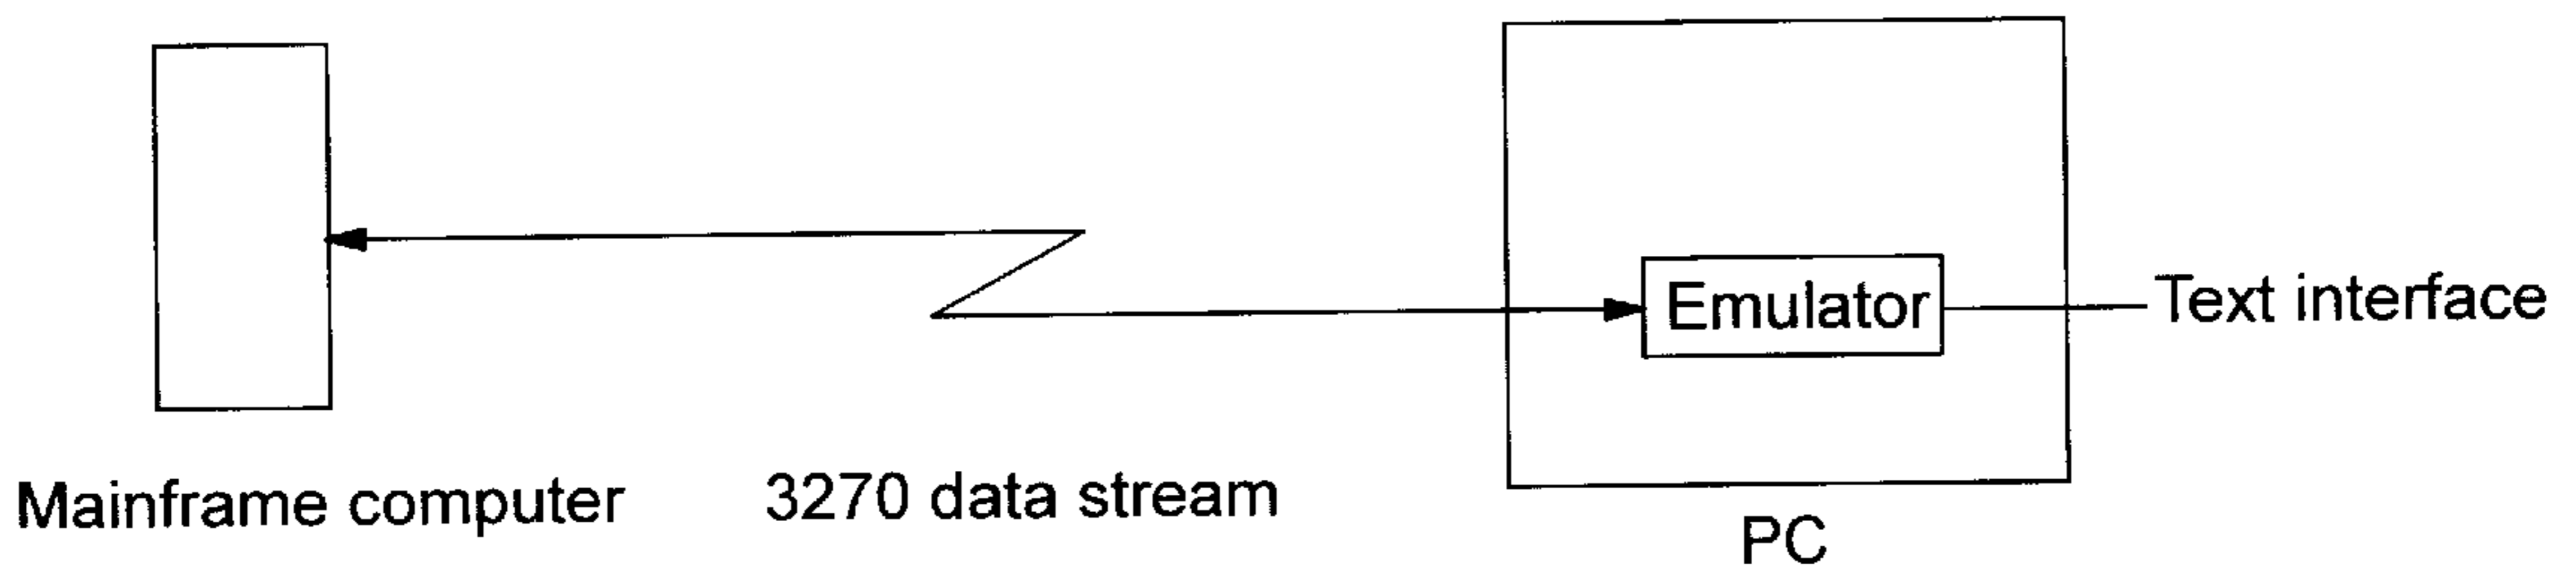 Emulator
Text interface
Mainframe computer
3270 data stream
PC